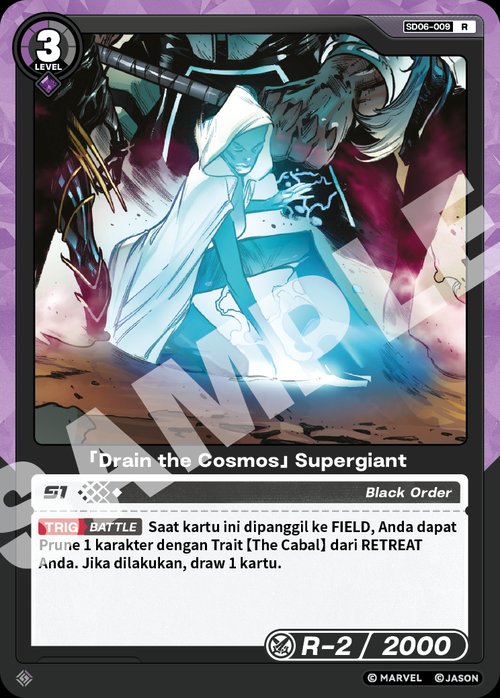 SD06-009 R
3
LEVEL
SAMPLE
「Drain the Cosmos」 Supergiant
S1
Black Order
TRIG BATTLE Saat kartu ini dipanggil ke FIELD, Anda dapat
Prune 1 karakter dengan Trait【The Cabal】dari RETREAT
Anda. Jika dilakukan, draw 1 kartu.
R-2 / 2000
© MARVEL © JASON